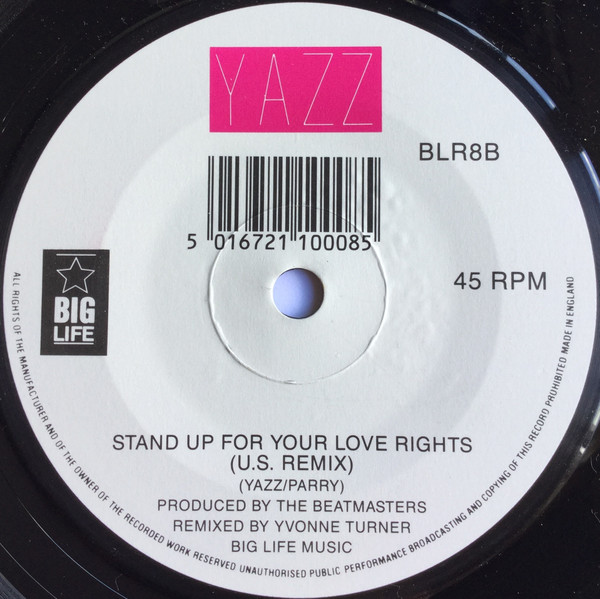 YAZZ
BLR8B
5 016721 100085
45 RPM
BIG
LIFE
STAND UP FOR YOUR LOVE RIGHTS
(U.S. REMIX)
(YAZZ/PARRY)
PRODUCED BY THE BEATMASTERS
REMIXED BY YVONNE TURNER
BIG LIFE MUSIC
ALL RIGHTS OF THE MANUFACTURER AND OF THE OWNER OF THE RECORDED WORK RESERVED UNAUTHORISED PUBLIC PERFORMANCE BROADCASTING AND COPYING OF THIS RECORD PROHIBITED MADE IN ENGLAND